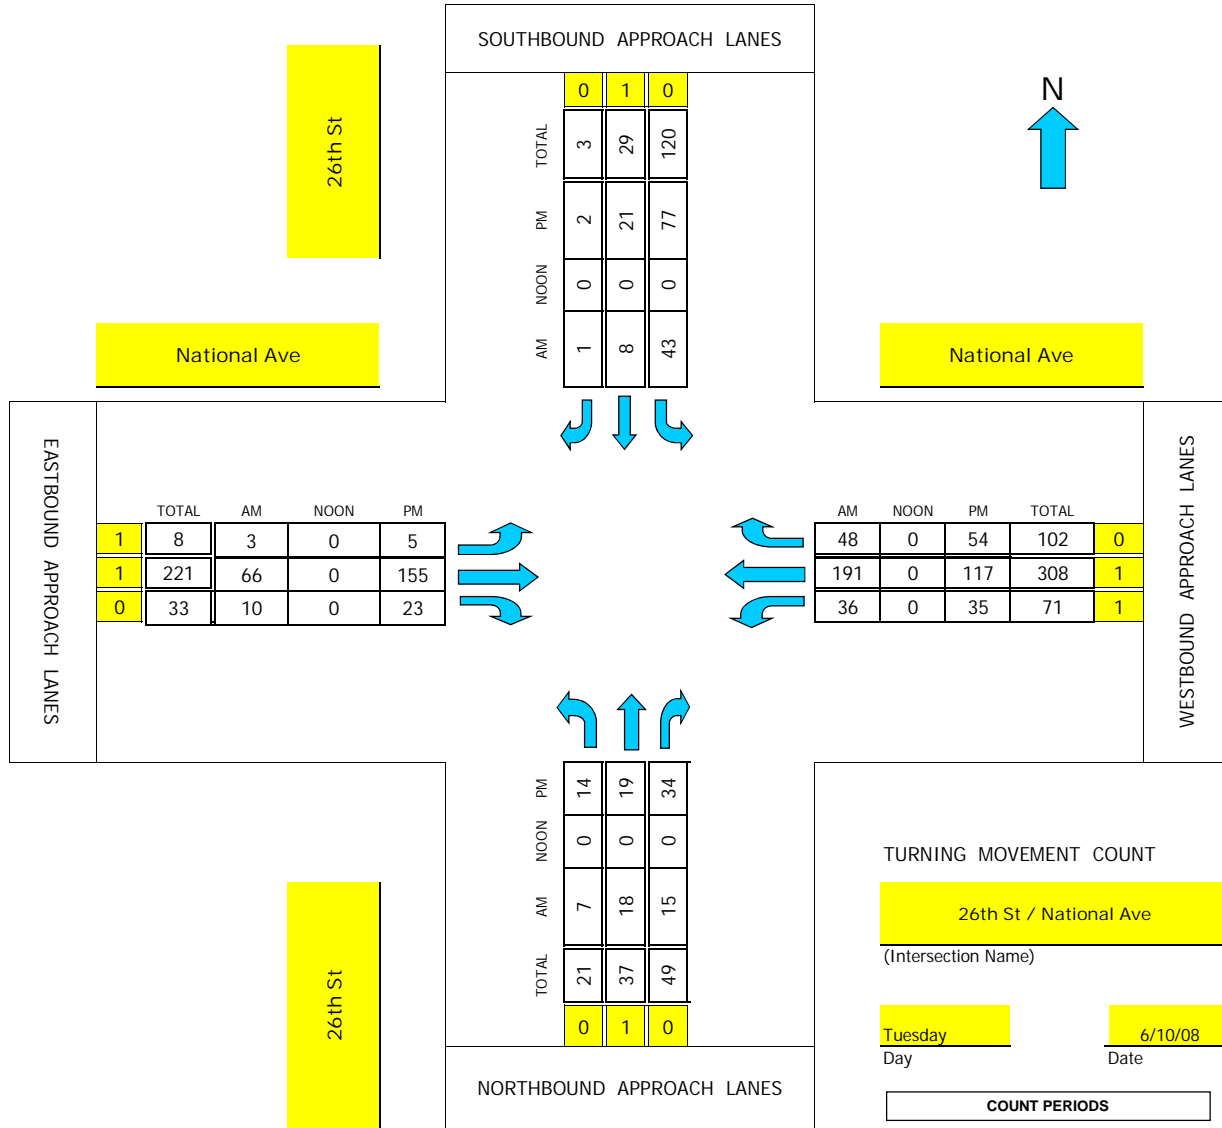 SOUTHBOUND APPROACH LANES
0 1 0
N
26th St
TOTAL 3 29 120
PM 2 21 77
NOON 0 0 0
AM 1 8 43
National Ave
National Ave
EASTBOUND APPROACH LANES
TOTAL AM NOON PM
1 8 3 0 5
1 221 66 0 155
0 33 10 0 23
AM NOON PM TOTAL
48 0 54 102 0
191 0 117 308 1
36 0 35 71 1
WESTBOUND APPROACH LANES
PM 14 19 34
NOON 0 0 0
AM 7 18 15
TOTAL 21 37 49
0 1 0
NORTHBOUND APPROACH LANES
26th St
TURNING MOVEMENT COUNT
26th St / National Ave
(Intersection Name)
Tuesday 6/10/08
Day Date
COUNT PERIODS